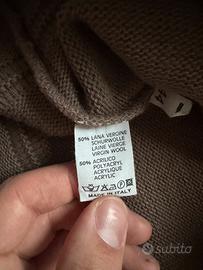 50% LANA VERGINE
SCHURWOLLE
LAINE VIERGE
VIRGIN WOOL
50% ACRILICO
POLYACRYL
ACRYLIQUE
ACRYLIC
MADE IN ITALY
subito